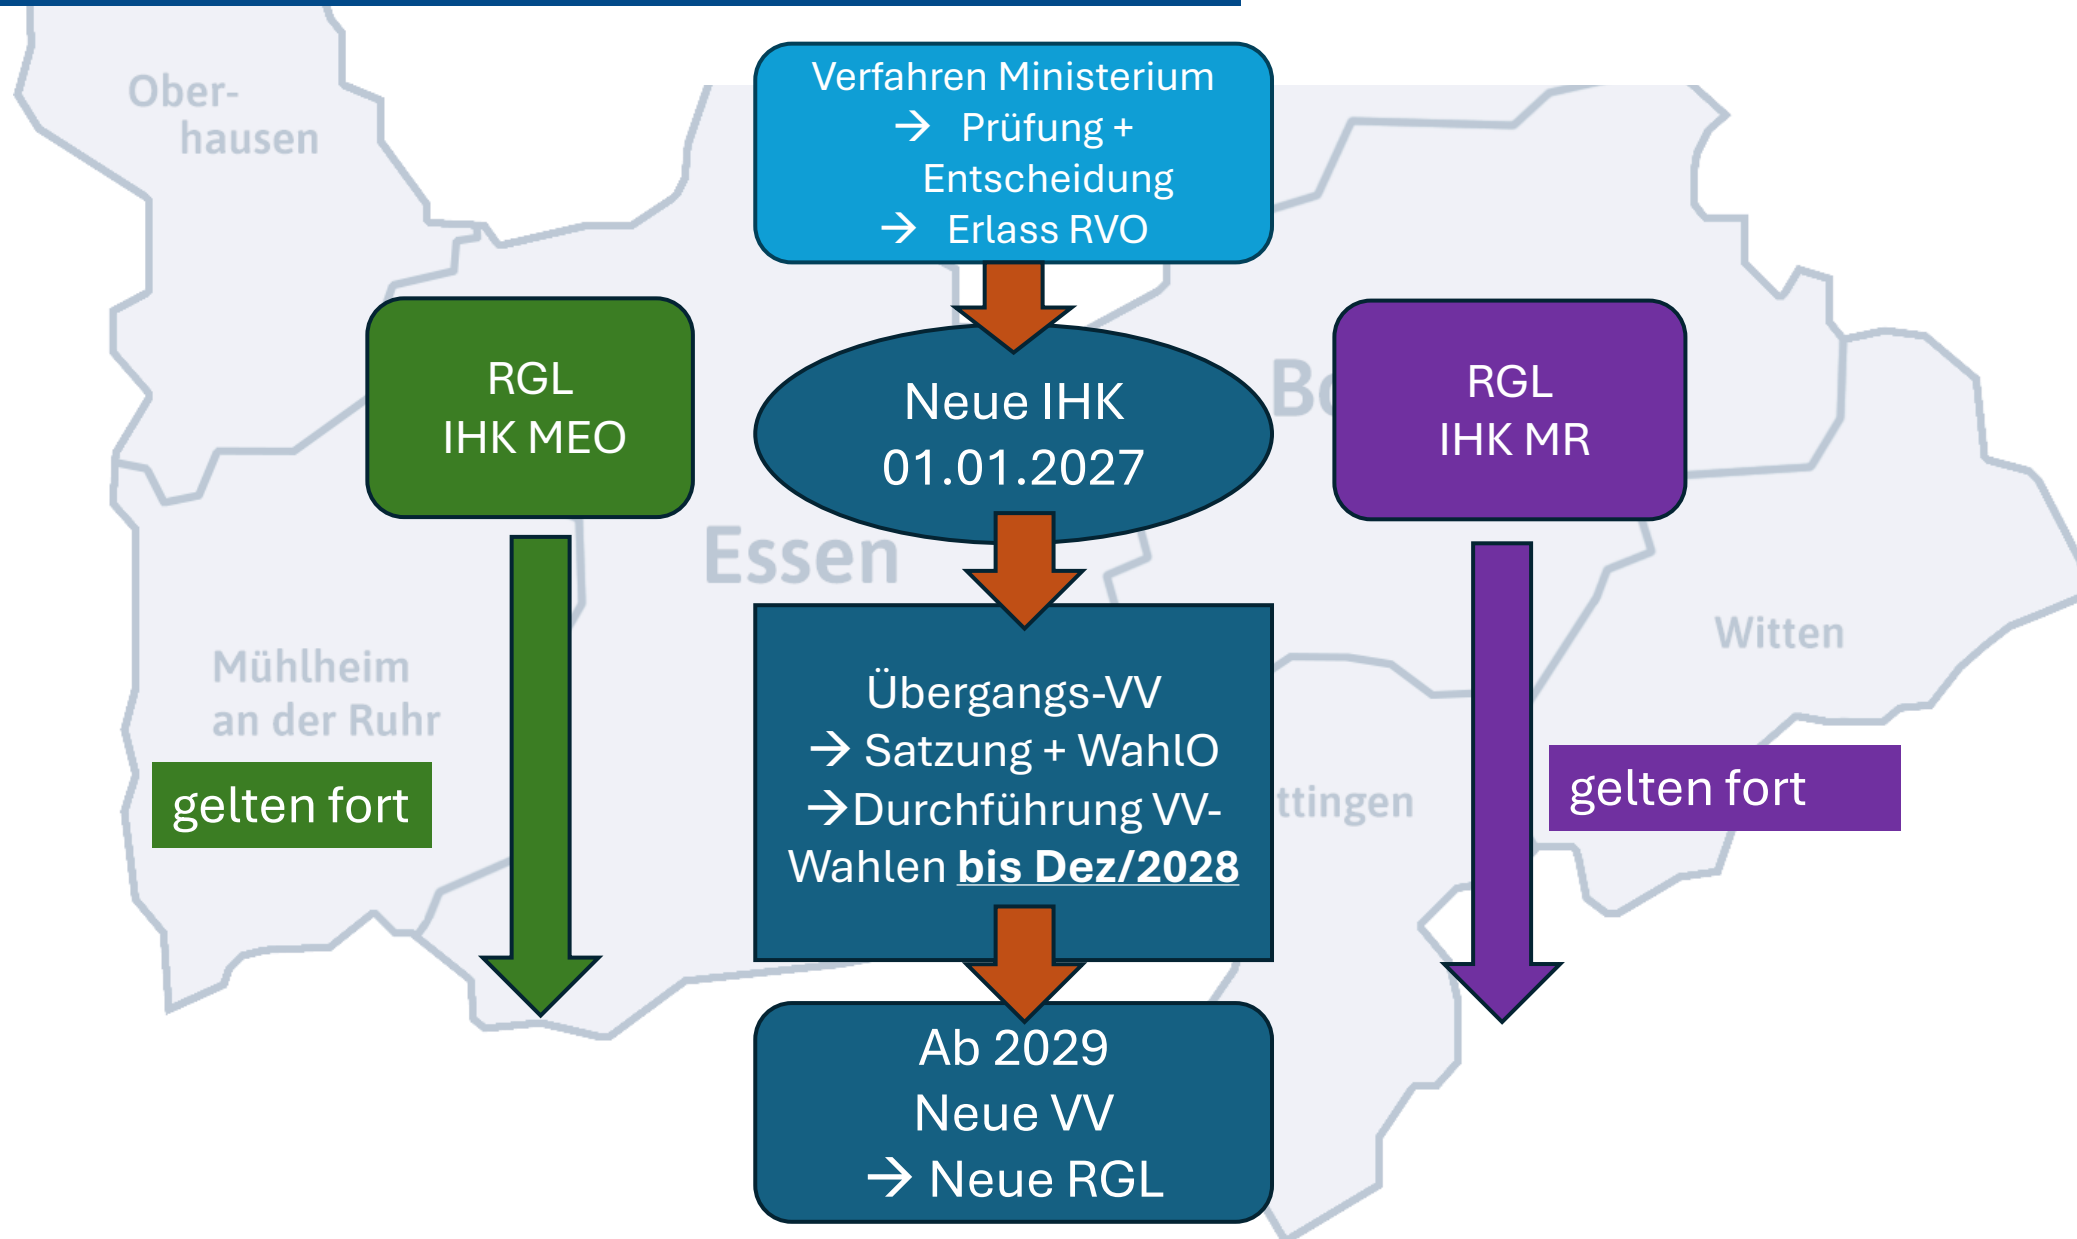 Ober-
hausen
Verfahren Ministerium
→ Prüfung +
Entscheidung
→ Erlass RVO
RGL
IHK MEO
Neue IHK
01.01.2027
RGL
IHK MR
Essen
Witten
Mühlheim
an der Ruhr
Übergangs-VV
→ Satzung + WahlO
→Durchführung VV-
Wahlen bis Dez/2028
gelten fort
ttingen
gelten fort
Ab 2029
Neue VV
→ Neue RGL